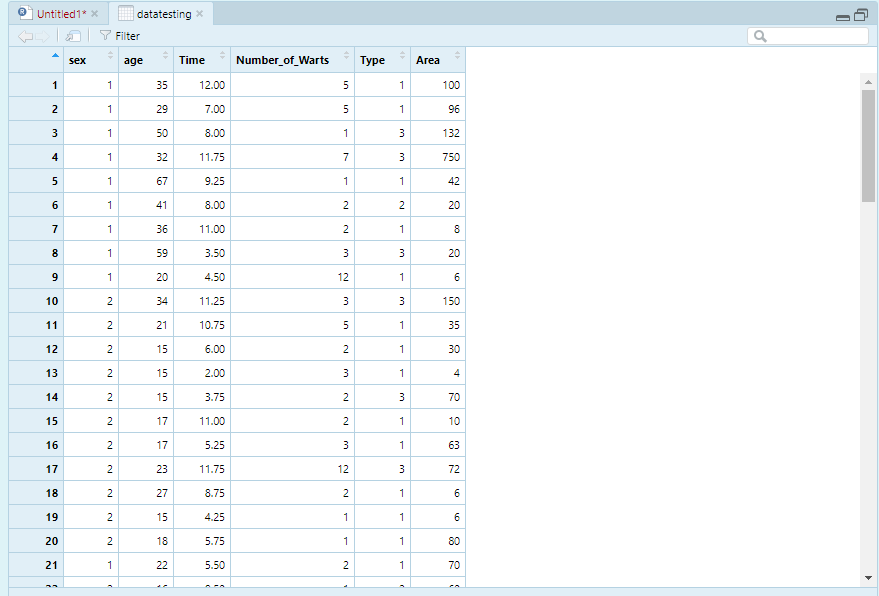 Untitled1* datatesting
Filter
sex age Time Number_of_Warts Type Area
1 1 35 12.00 5 1 100
2 1 29 7.00 5 1 96
3 1 50 8.00 1 3 132
4 1 32 11.75 7 3 750
5 1 67 9.25 1 1 42
6 1 41 8.00 2 2 20
7 1 36 11.00 2 1 8
8 1 59 3.50 3 3 20
9 1 20 4.50 12 1 6
10 2 34 11.25 3 3 150
11 2 21 10.75 5 1 35
12 2 15 6.00 2 1 30
13 2 15 2.00 3 1 4
14 2 15 3.75 2 3 70
15 2 17 11.00 2 1 10
16 2 17 5.25 3 1 63
17 2 23 11.75 12 3 72
18 2 27 8.75 2 1 6
19 2 15 4.25 1 1 6
20 2 18 5.75 1 1 80
21 1 22 5.50 2 1 70